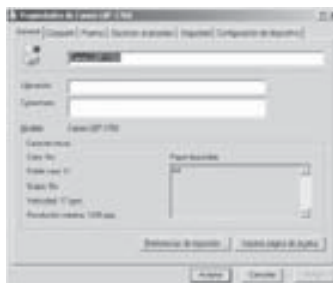 Propiedades de Canon LBP-1760
General Compartir Puertos Opciones avanzadas Seguridad Configuración de dispositivo
Ubicación:
Comentario:
Modelo: Canon LBP-1760
Características
Color: No
Papel disponible:
Doble cara: Sí
A4
Grapa: No
Velocidad: 17 ppm
Resolución máxima: 1200 ppp
Preferencias de impresión... Imprimir página de prueba
Aceptar Cancelar